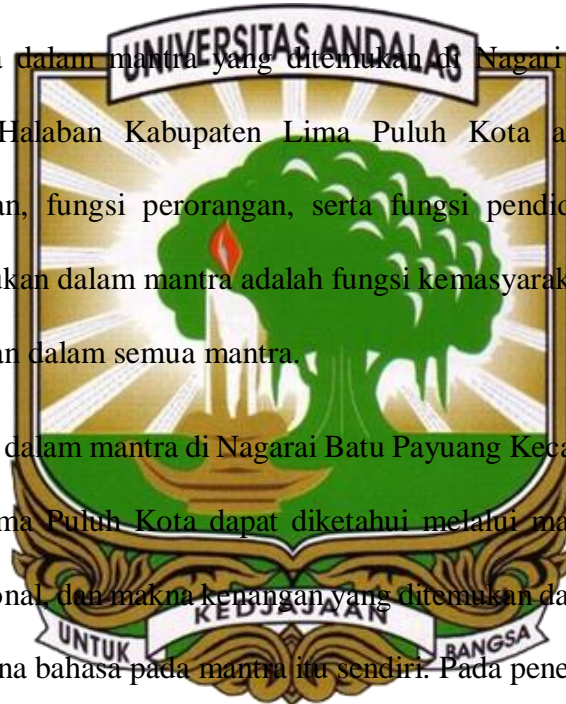 UNIVERSITAS ANDALAS
a dalam mantra yang ditemukan di Nagari
Halaban Kabupaten Lima Puluh Kota a
an, fungsi perorangan, serta fungsi pendid
ukan dalam mantra adalah fungsi kemasyarak
an dalam semua mantra.
dalam mantra di Nagarai Batu Payuang Keca
ma Puluh Kota dapat diketahui melalui ma
onal, dan makna kenangan yang ditemukan da
UNTUK KEDJAJAAN BANGSA
na bahasa pada mantra itu sendiri. Pada pene